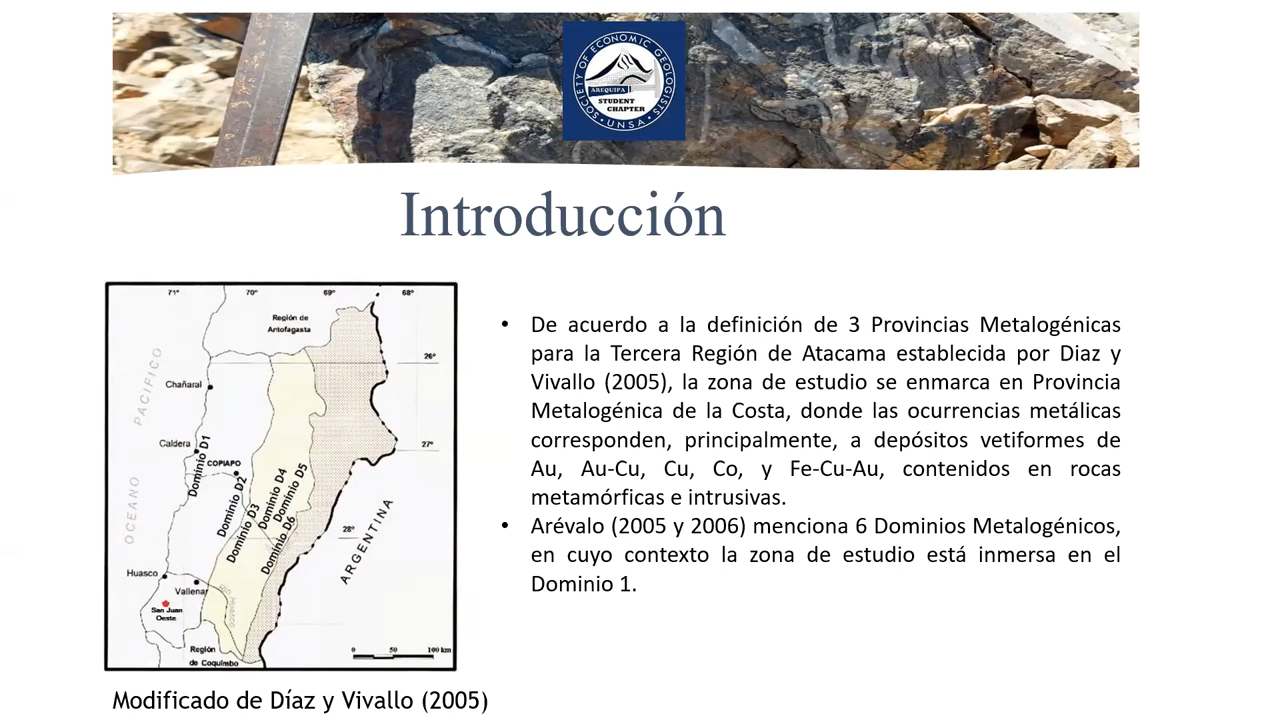 SOCIETY OF ECONOMIC GEOLOGISTS
AREQUIPA
STUDENT
CHAPTER
• UNSA •
Introducción
71° 70° 69° 68°
Región de
Antofagasta
26°
PACIFICO
Chañaral
Caldera
27°
COPIAPO
Dominio D1
Dominio D2
Dominio D3
Dominio D4
Dominio D5
Dominio D6
OCEANO
28°
ARGENTINA
Huasco
Vallenar
Río Huasco
San Juan
Oeste
Región
de Coquimbo
0 50 100 km
• De acuerdo a la definición de 3 Provincias Metalogénicas
para la Tercera Región de Atacama establecida por Diaz y
Vivallo (2005), la zona de estudio se enmarca en Provincia
Metalogénica de la Costa, donde las ocurrencias metálicas
corresponden, principalmente, a depósitos vetiformes de
Au, Au-Cu, Cu, Co, y Fe-Cu-Au, contenidos en rocas
metamórficas e intrusivas.
• Arévalo (2005 y 2006) menciona 6 Dominios Metalogénicos,
en cuyo contexto la zona de estudio está inmersa en el
Dominio 1.
Modificado de Díaz y Vivallo (2005)